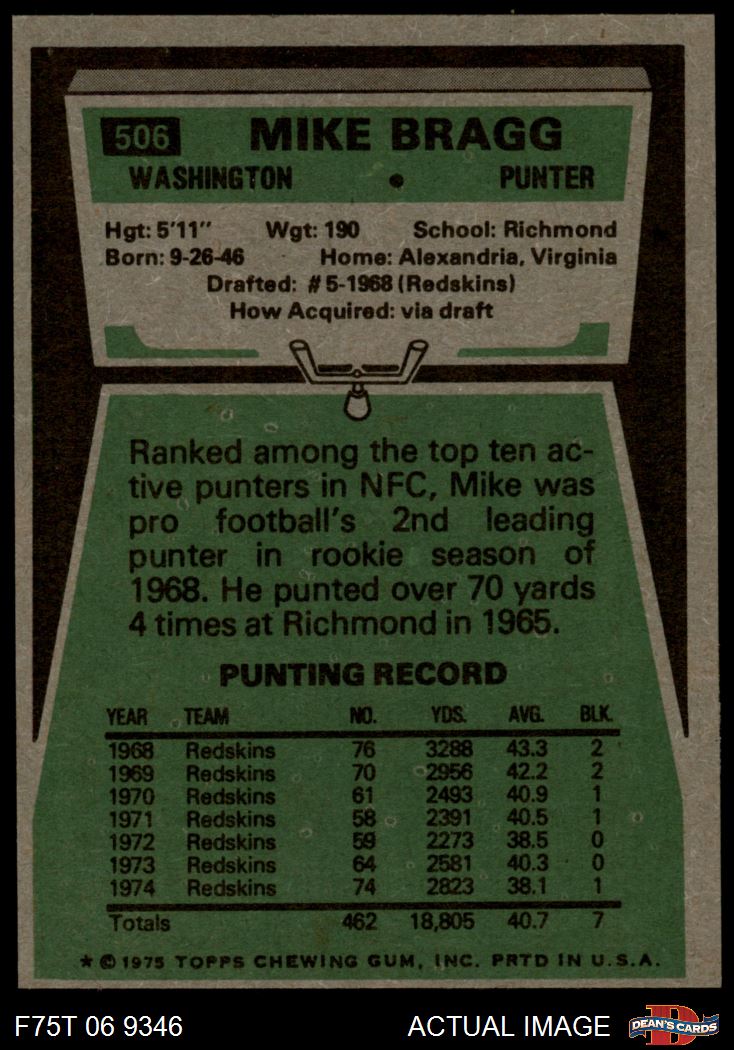 506 MIKE BRAGG
WASHINGTON • PUNTER
Hgt: 5'11" Wgt: 190 School: Richmond
Born: 9-26-46 Home: Alexandria, Virginia
Drafted: #5-1968 (Redskins)
How Acquired: via draft
Ranked among the top ten ac-
tive punters in NFC, Mike was
pro football's 2nd leading
punter in rookie season of
1968. He punted over 70 yards
4 times at Richmond in 1965.
PUNTING RECORD
YEAR TEAM NO. YDS. AVG. BLK.
1968 Redskins 76 3288 43.3 2
1969 Redskins 70 2956 42.2 2
1970 Redskins 61 2493 40.9 1
1971 Redskins 58 2391 40.5 1
1972 Redskins 59 2273 38.5 0
1973 Redskins 64 2581 40.3 0
1974 Redskins 74 2823 38.1 1
Totals 462 18,805 40.7 7
★ © 1975 TOPPS CHEWING GUM, INC. PRTD IN U.S.A.
F75T 06 9346 ACTUAL IMAGE DEAN'S CARDS